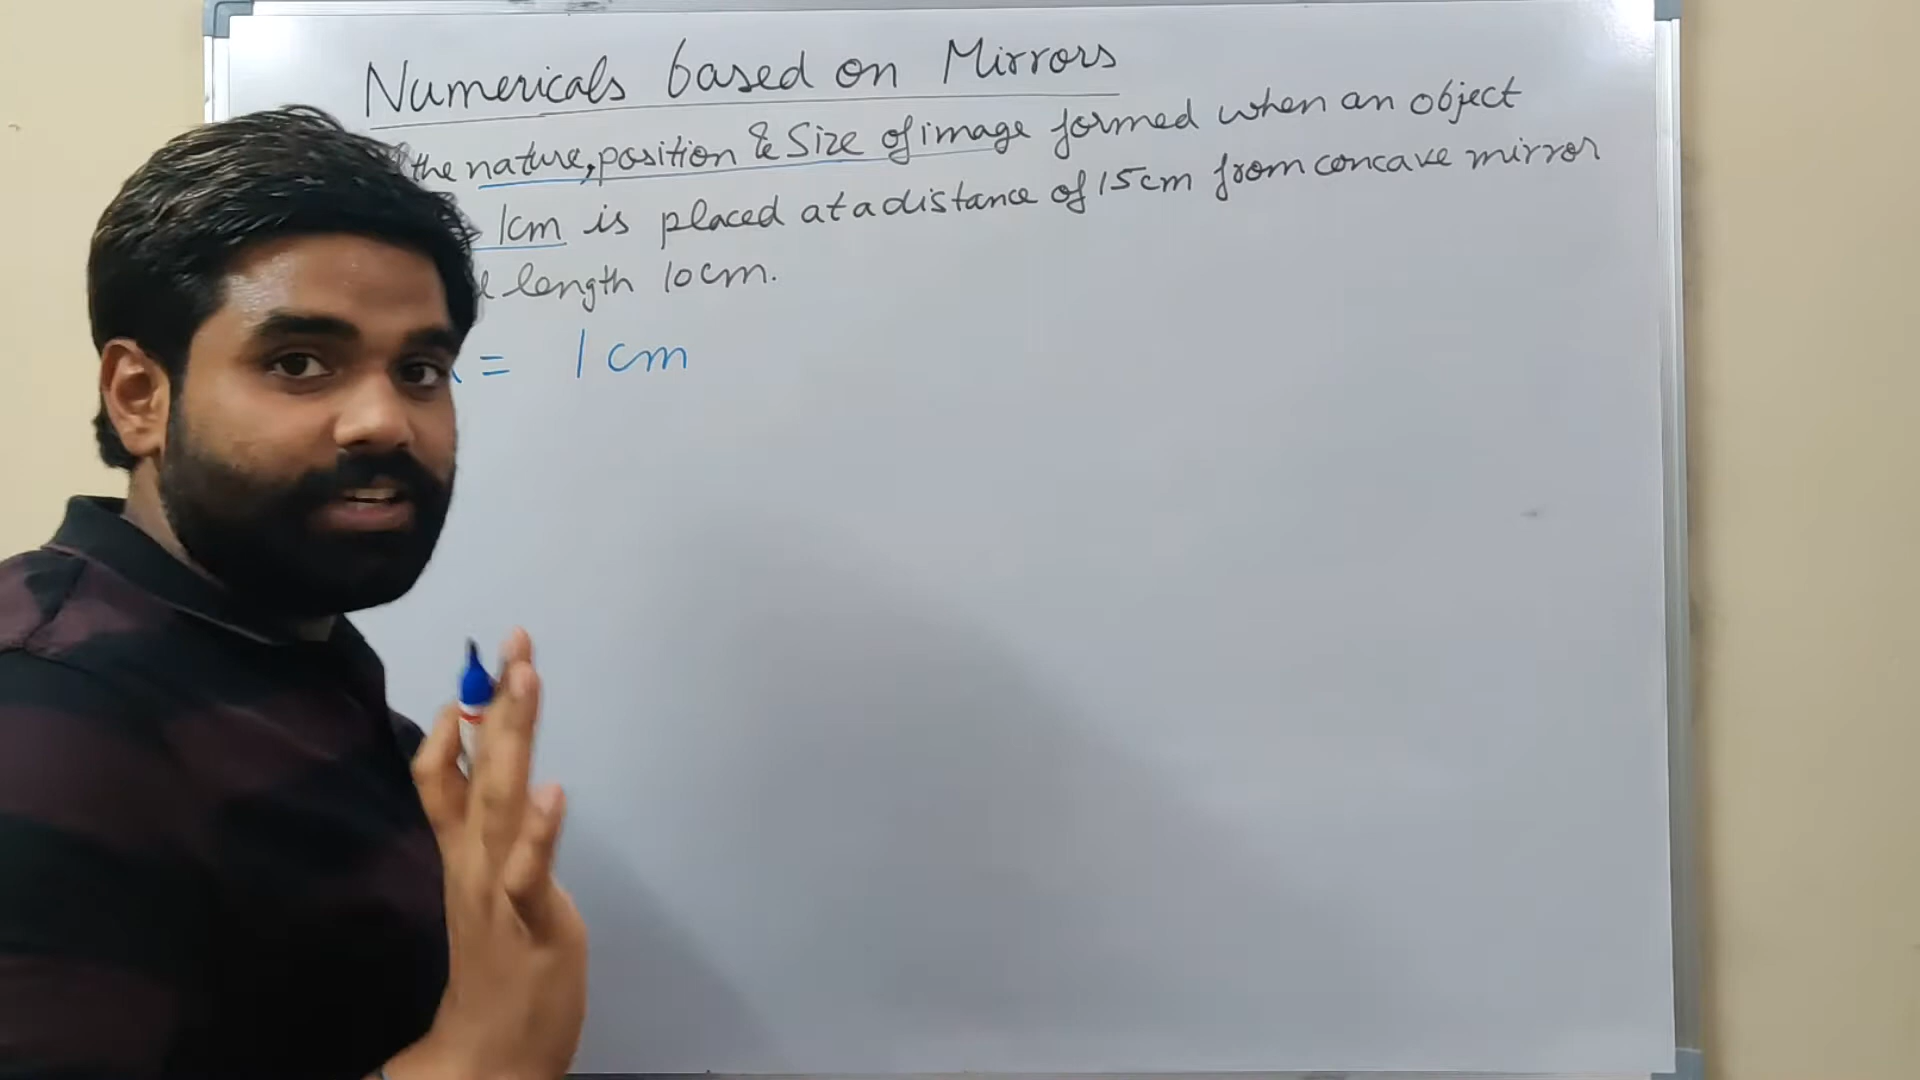 Numericals based on Mirrors
the nature, position & Size of image formed when an object
1cm is placed at a distance of 15cm from concave mirror
length 10cm.
= 1 cm